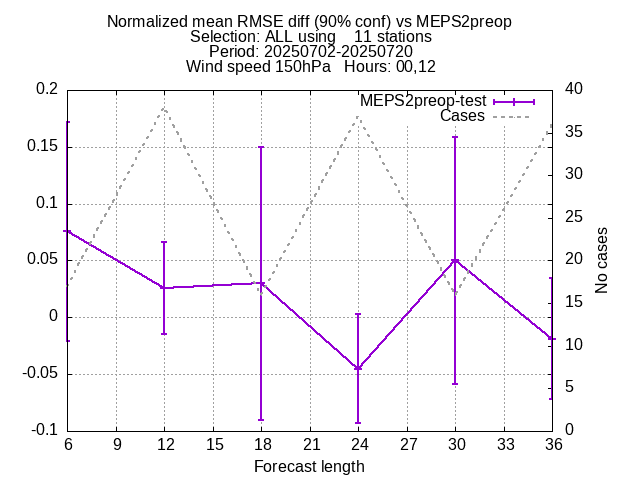 Normalized mean RMSE diff (90% conf) vs MEPS2preop
Selection: ALL using    11 stations
Period: 20250702-20250720
Wind speed 150hPa   Hours: 00,12
MEPS2preop-test
Cases
0.2
0.15
0.1
0.05
0
-0.05
-0.1
40
35
30
25
20
15
10
5
0
No cases
6 9 12 15 18 21 24 27 30 33 36
Forecast length